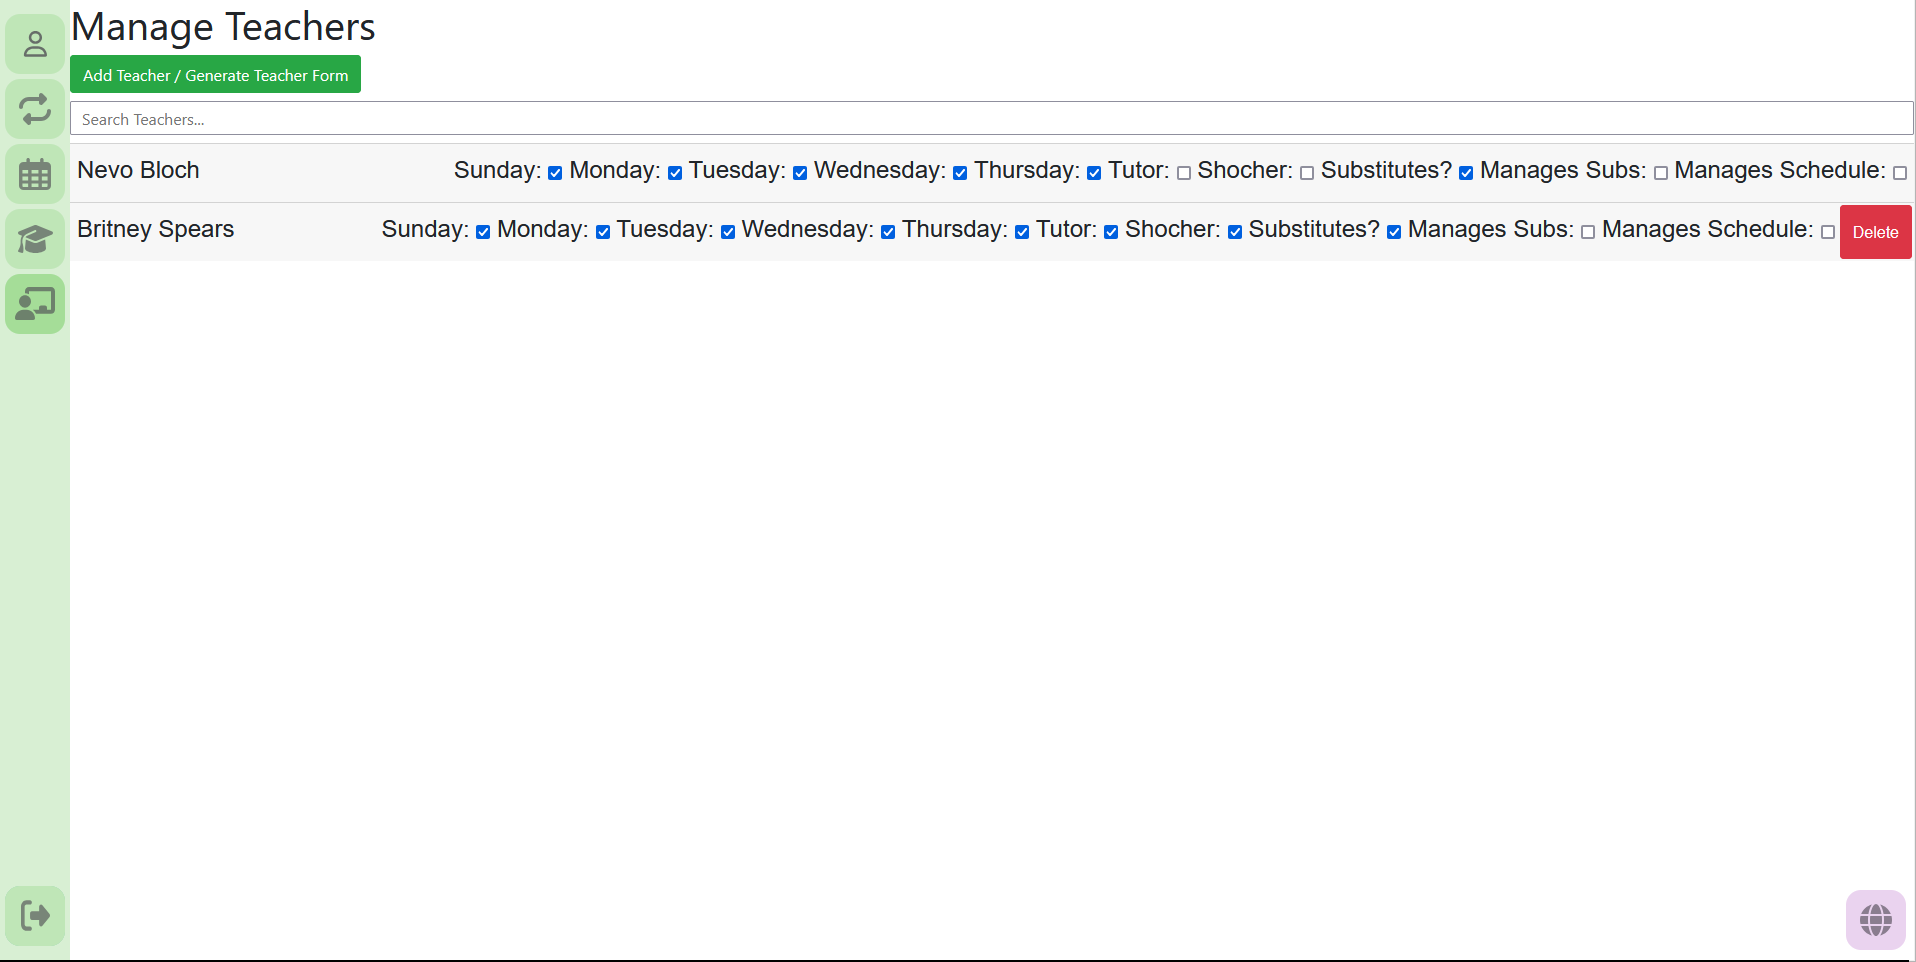 Manage Teachers
Add Teacher / Generate Teacher Form
Search Teachers...
Nevo Bloch Sunday: Monday: Tuesday: Wednesday: Thursday: Tutor: Shocher: Substitutes? Manages Subs: Manages Schedule:
Britney Spears Sunday: Monday: Tuesday: Wednesday: Thursday: Tutor: Shocher: Substitutes? Manages Subs: Manages Schedule: Delete